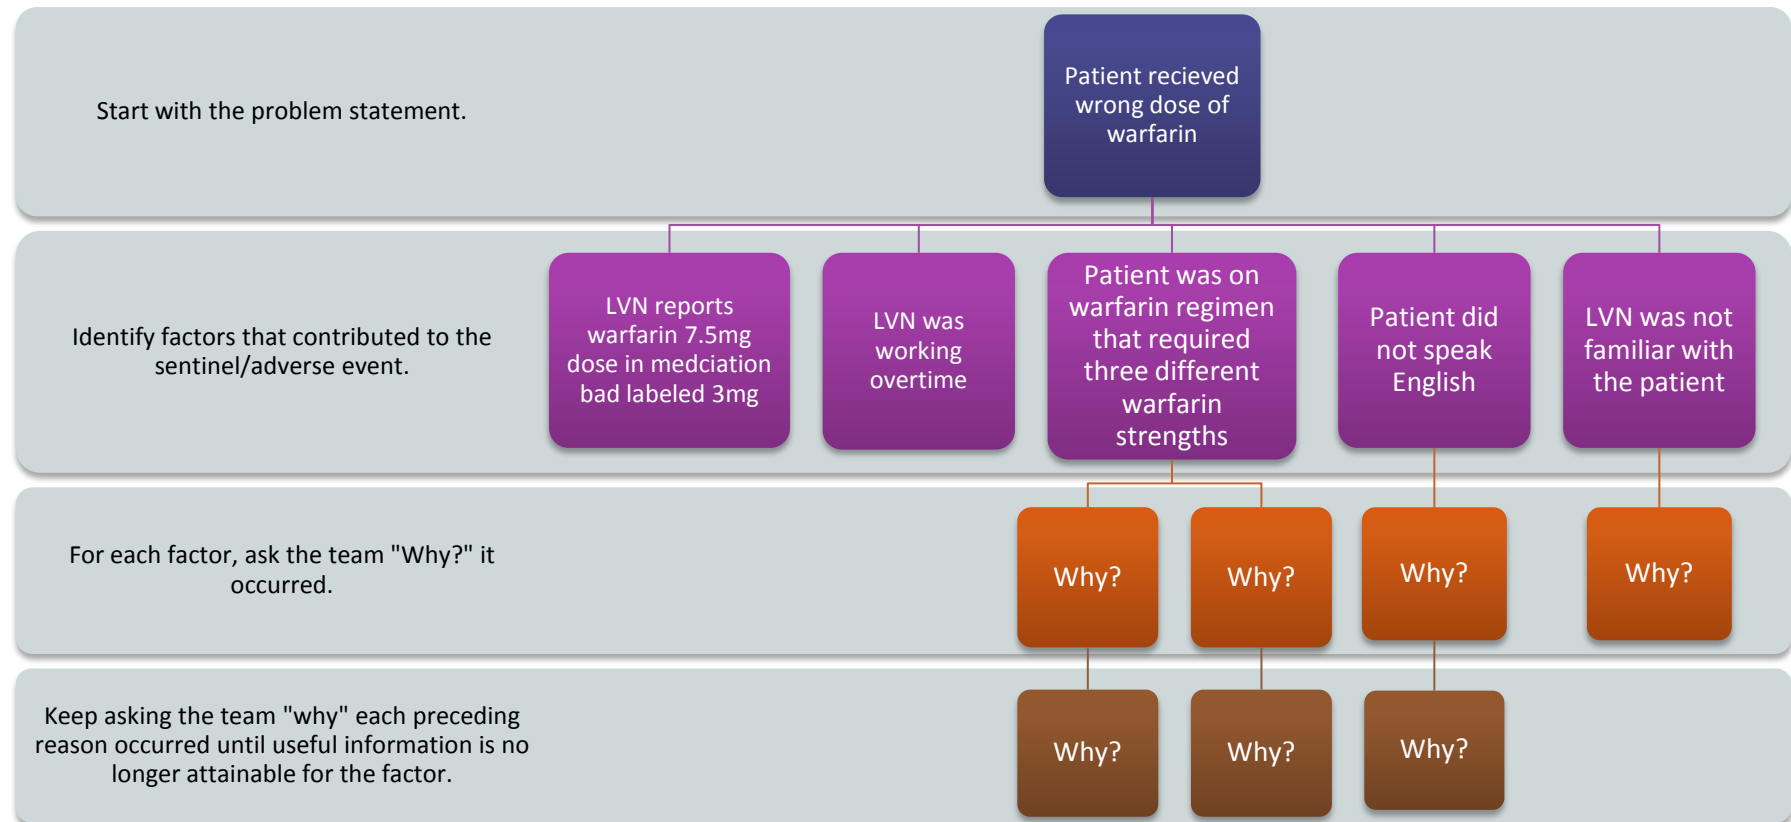 Start with the problem statement.
Patient recieved
wrong dose of
warfarin
Identify factors that contributed to the
sentinel/adverse event.
LVN reports
warfarin 7.5mg
dose in medciation
bad labeled 3mg
LVN was
working
overtime
Patient was on
warfarin regimen
that required
three different
warfarin
strengths
Patient did
not speak
English
LVN was not
familiar with
the patient
For each factor, ask the team "Why?" it
occurred.
Why?
Why?
Why?
Why?
Keep asking the team "why" each preceding
reason occurred until useful information is no
longer attainable for the factor.
Why?
Why?
Why?